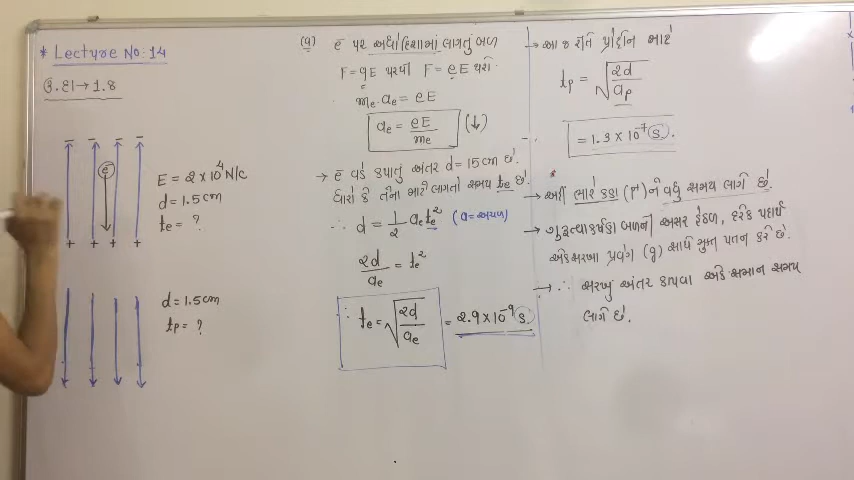 * Lecture No: 14
ઉ.દા → 1.8
E = 2 x 10⁴ N/C
d = 1.5 cm
te = ?
d = 1.5 cm
tp = ?
(a) e̅ પર અધોદિશામાં લાગતું બળ
F = qE પરથી F = eE થશે.
me·ae = eE
ae = eE/me (↓)
→ e̅ વડે કપાતું અંતર d = 15 cm છે.
ધારો કે તેના માટે લાગતો સમય te છે.
∴ d = 1/2 ae te² (a = અચળ)
2d/ae = te²
∴ te = √(2d/ae) = 2.9 x 10⁻⁹ s
→ આ જ રીતે પ્રોટોન માટે
tp = √(2d/ap)
= 1.3 x 10⁻⁷ s.
→ અહીં ભારે કણ (p⁺) ને વધુ સમય લાગે છે.
→ ગુરુત્વાકર્ષણ બળની અસર હેઠળ, દરેક પદાર્થ
એકસરખા પ્રવેગ (g) સાથે મુક્ત પતન કરે છે.
→ ∴ સરખું અંતર કાપવા એક સમાન સમય
લાગે છે.